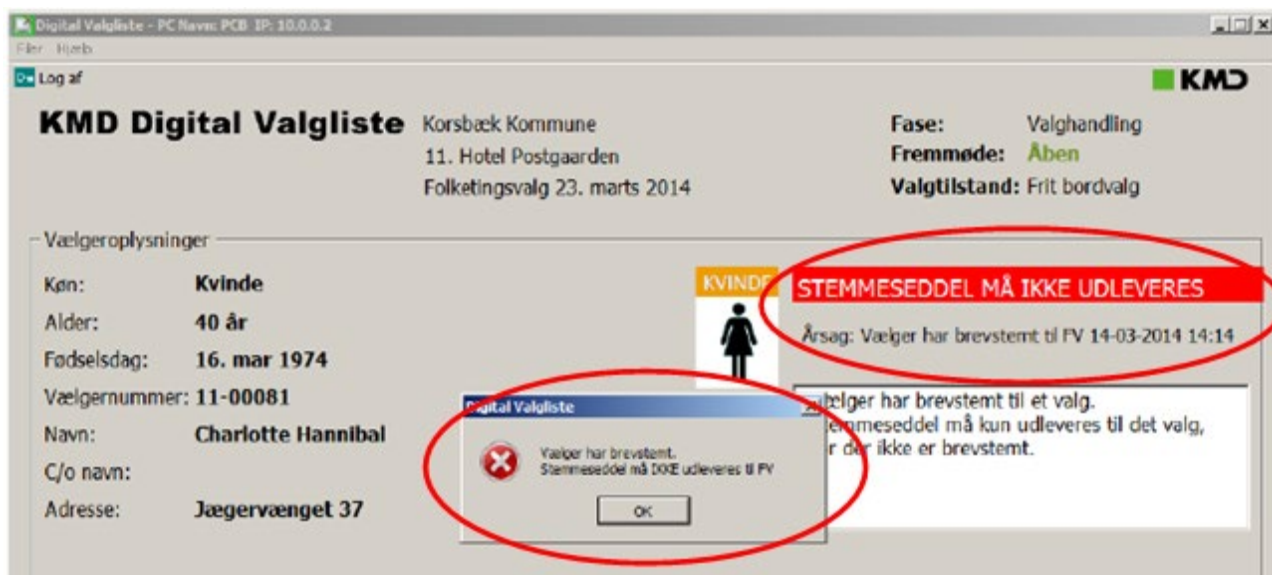 Digital Valgliste - PC Navn: PCB IP: 10.0.0.2
Filer Hjælp
Log af
KMD
KMD Digital Valgliste
Korsbæk Kommune
11. Hotel Postgaarden
Folketingsvalg 23. marts 2014
Fase: Valghandling
Fremmøde: Åben
Valgtilstand: Frit bordvalg
Vælgeroplysninger
Køn: Kvinde
Alder: 40 år
Fødselsdag: 16. mar 1974
Vælgernummer: 11-00081
Navn: Charlotte Hannibal
C/o navn:
Adresse: Jægervænget 37
KVINDE
STEMMESEDDEL MÅ IKKE UDLEVERES
Årsag: Vælger har brevstemt til FV 14-03-2014 14:14
ælger har brevstemt til et valg.
temmeseddel må kun udleveres til det valg,
r der ikke er brevstemt.
Digital Valgliste
Vælger har brevstemt.
Stemmeseddel må IKKE udleveres til FV
OK